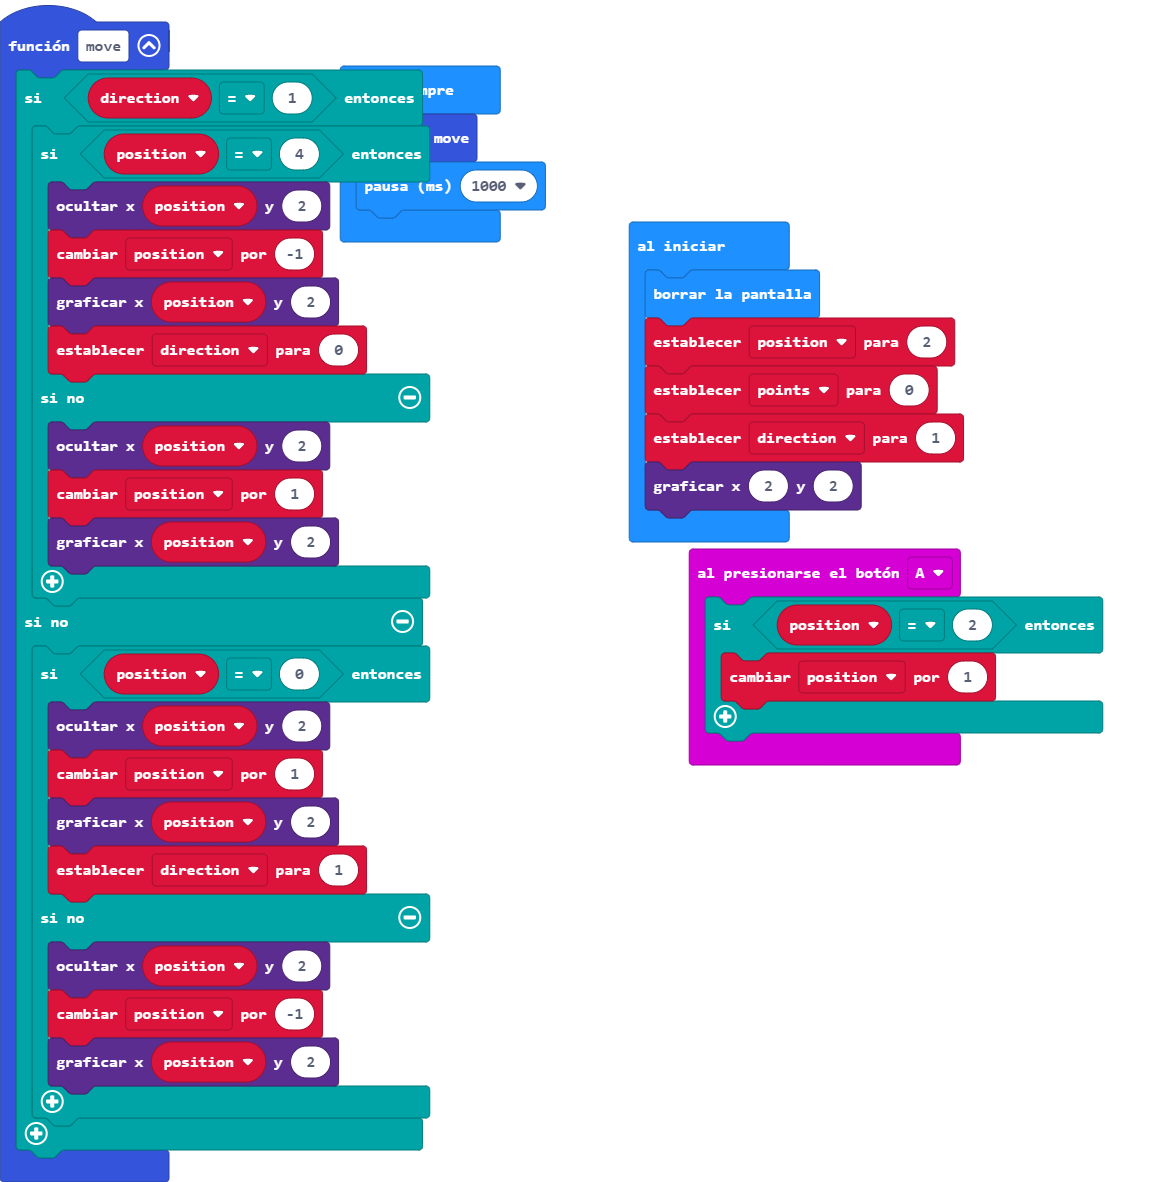 función move
si direction = 1 entonces
si position = 4 entonces
ocultar x position y 2
cambiar position por -1
graficar x position y 2
establecer direction para 0
si no
ocultar x position y 2
cambiar position por 1
graficar x position y 2
si no
si position = 0 entonces
ocultar x position y 2
cambiar position por 1
graficar x position y 2
establecer direction para 1
si no
ocultar x position y 2
cambiar position por -1
graficar x position y 2
move
pausa (ms) 1000
al iniciar
borrar la pantalla
establecer position para 2
establecer points para 0
establecer direction para 1
graficar x 2 y 2
al presionarse el botón A
si position = 2 entonces
cambiar position por 1